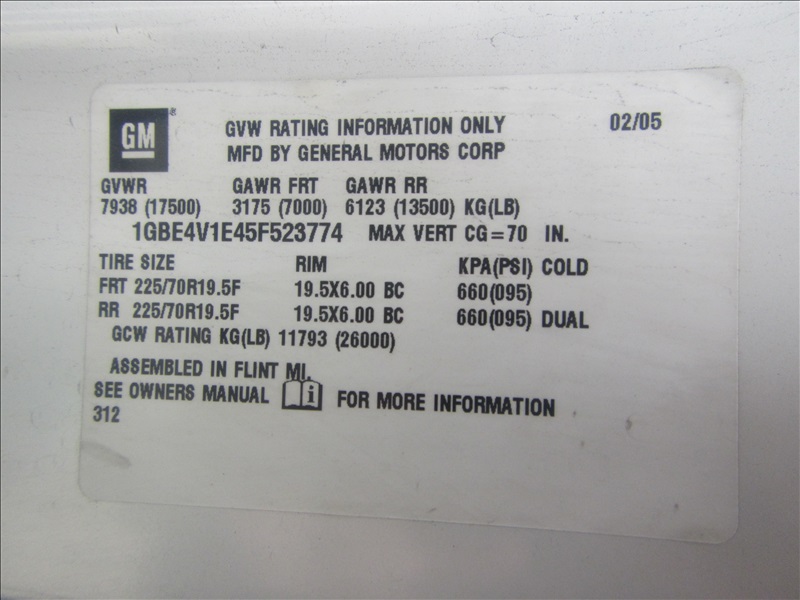 GM® GVW RATING INFORMATION ONLY 02/05
MFD BY GENERAL MOTORS CORP
GVWR GAWR FRT GAWR RR
7938 (17500) 3175 (7000) 6123 (13500) KG(LB)
1GBE4V1E45F523774 MAX VERT CG=70 IN.
TIRE SIZE RIM KPA(PSI) COLD
FRT 225/70R19.5F 19.5X6.00 BC 660(095)
RR 225/70R19.5F 19.5X6.00 BC 660(095) DUAL
GCW RATING KG(LB) 11793 (26000)
ASSEMBLED IN FLINT MI.
SEE OWNERS MANUAL i FOR MORE INFORMATION
312